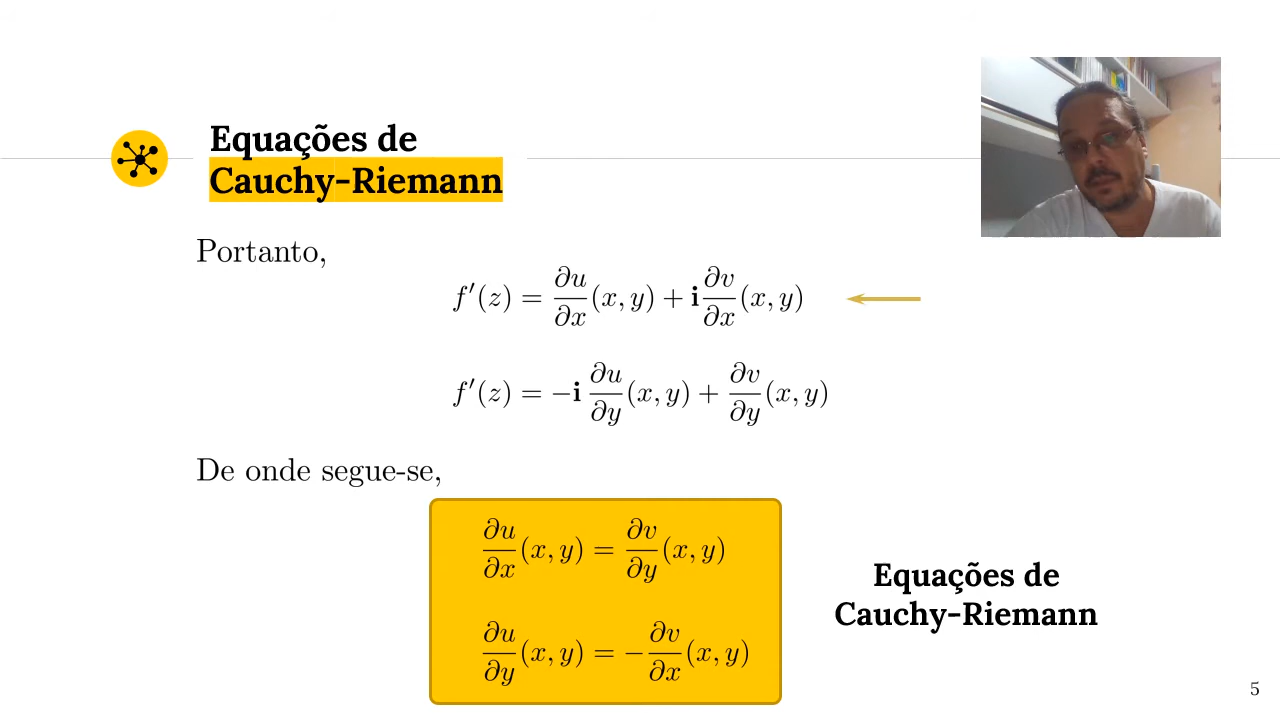 Equações de
Cauchy-Riemann
Portanto,
f′(z) = ∂u/∂x (x, y) + i ∂v/∂x (x, y)
f′(z) = −i ∂u/∂y (x, y) + ∂v/∂y (x, y)
De onde segue-se,
∂u/∂x (x, y) = ∂v/∂y (x, y)
∂u/∂y (x, y) = −∂v/∂x (x, y)
Equações de
Cauchy-Riemann
5